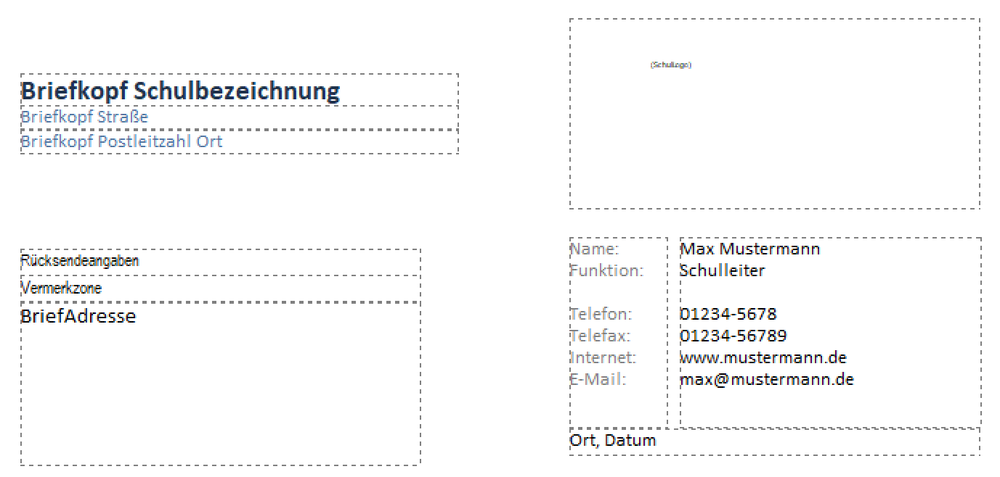 (SchulLogo)
Briefkopf Schulbezeichnung
Briefkopf Straße
Briefkopf Postleitzahl Ort
Rücksendeangaben
Vermerkzone
BriefAdresse
Name: Max Mustermann
Funktion: Schulleiter
Telefon: 01234-5678
Telefax: 01234-56789
Internet: www.mustermann.de
E-Mail: max@mustermann.de
Ort, Datum